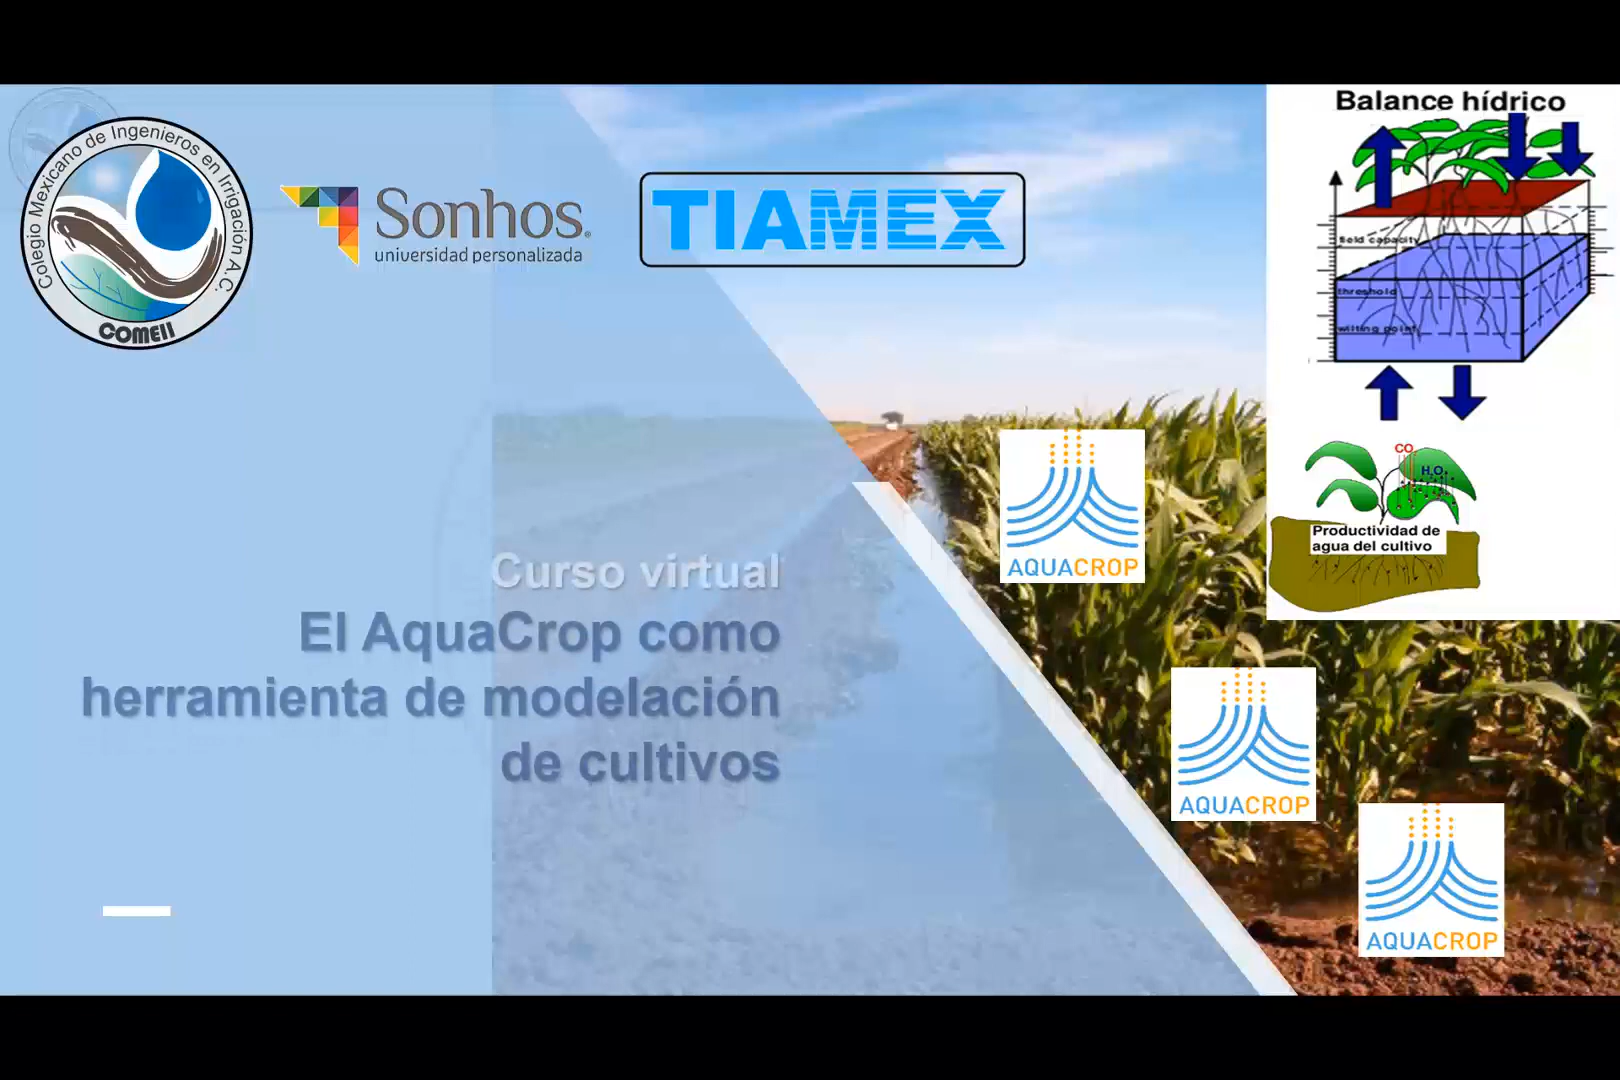 Colegio Mexicano de Ingenieros en Irrigación A.C.
COMEII
Sonhos
universidad personalizada
TIAMEX
Balance hídrico
field capacity
threshold
wilting point
CO
H₂O
Productividad de
agua del cultivo
Curso virtual
El AquaCrop como
herramienta de modelación
de cultivos
AQUACROP
AQUACROP
AQUACROP